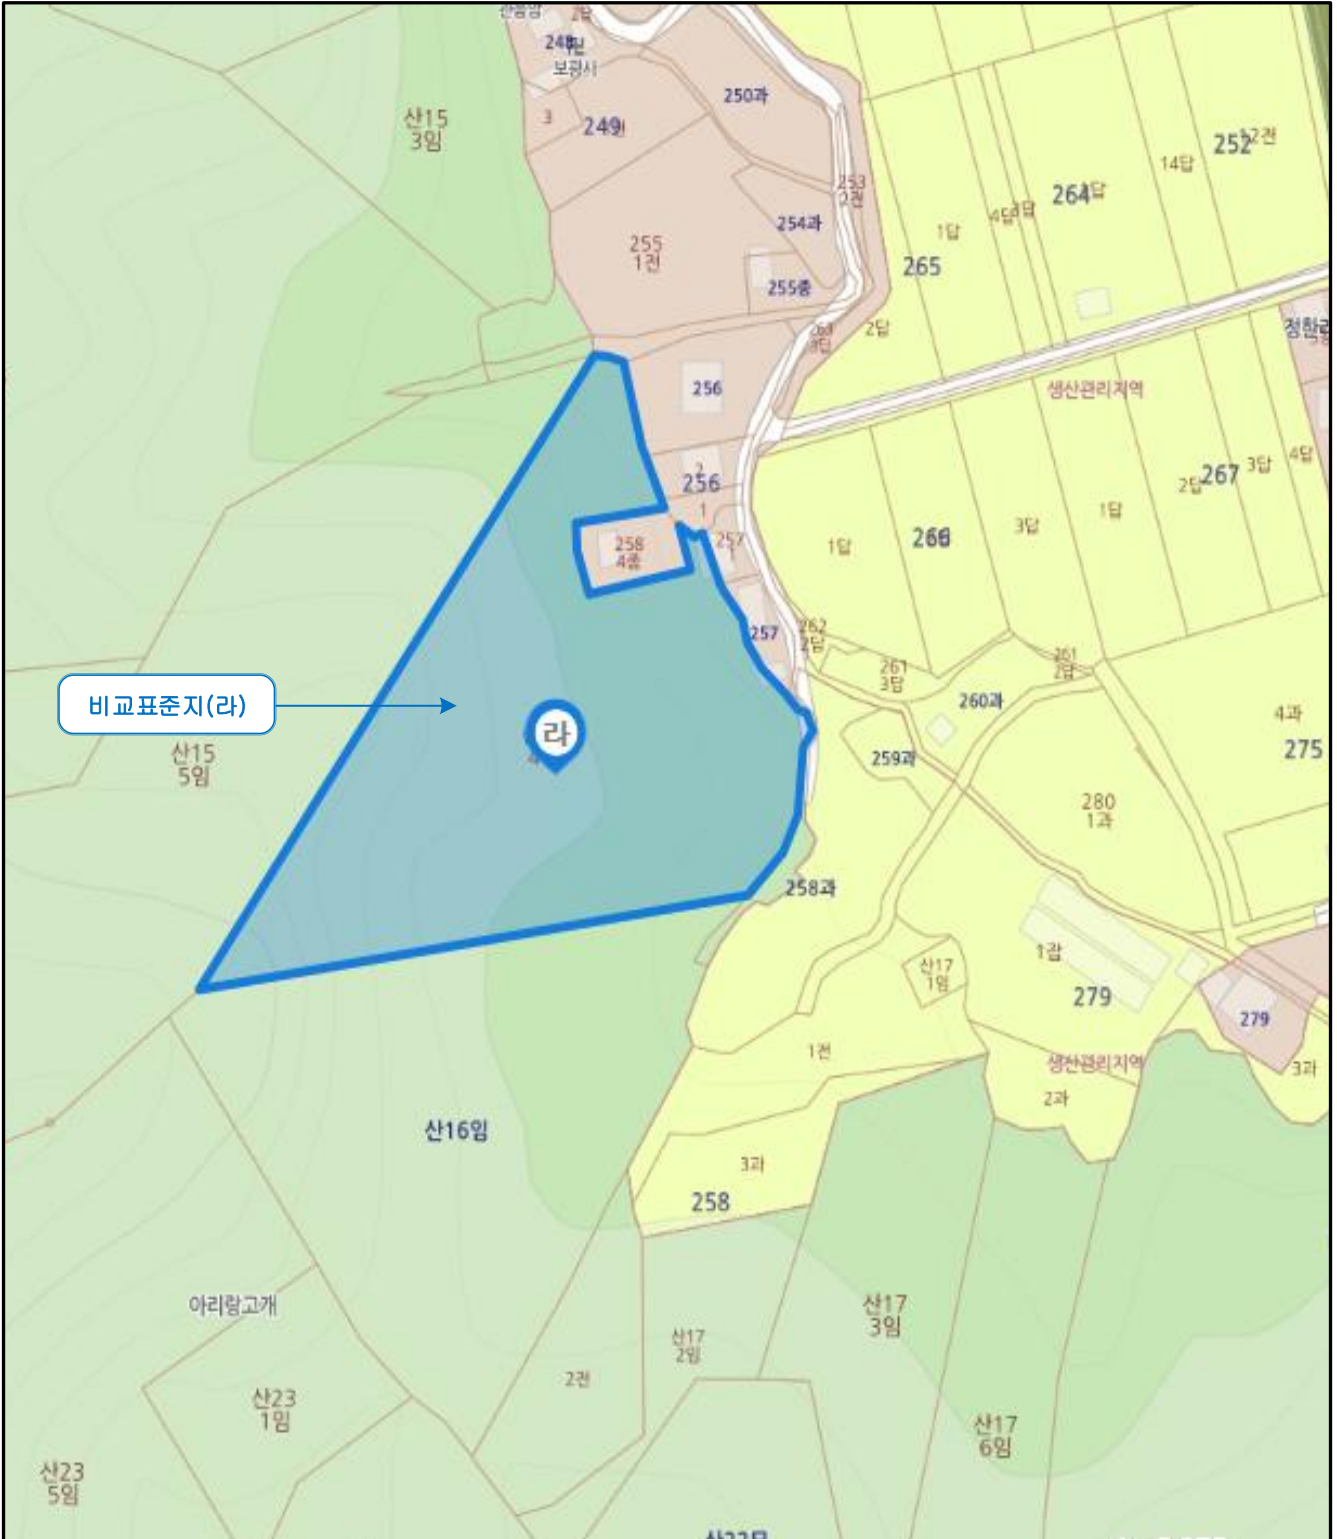 보광사
산15
3임
3
249
250과
253
2전
254과
255
1전
255종
252
12전
14답
264
4답
1답
265
2답
정한리
256
생산관리지역
2
256
1
267
3답
4답
2답
1답
3답
266
1답
258
4종
257
1
257
262
2답
261
3답
261
2답
260과
비교표준지(라)
라
산15
5임
259과
4과
275
280
1과
258과
산17
1임
1잡
279
279
1전
생산관리지역
3과
2과
산16임
3과
258
아리랑고개
산17
3임
산17
2임
2전
산23
1임
산17
6임
산23
5임